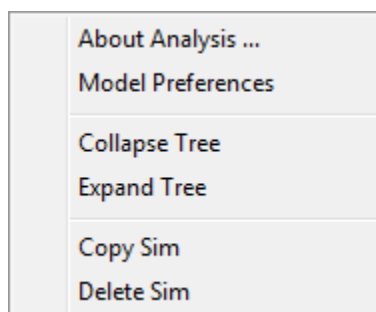 About Analysis ...
Model Preferences
Collapse Tree
Expand Tree
Copy Sim
Delete Sim